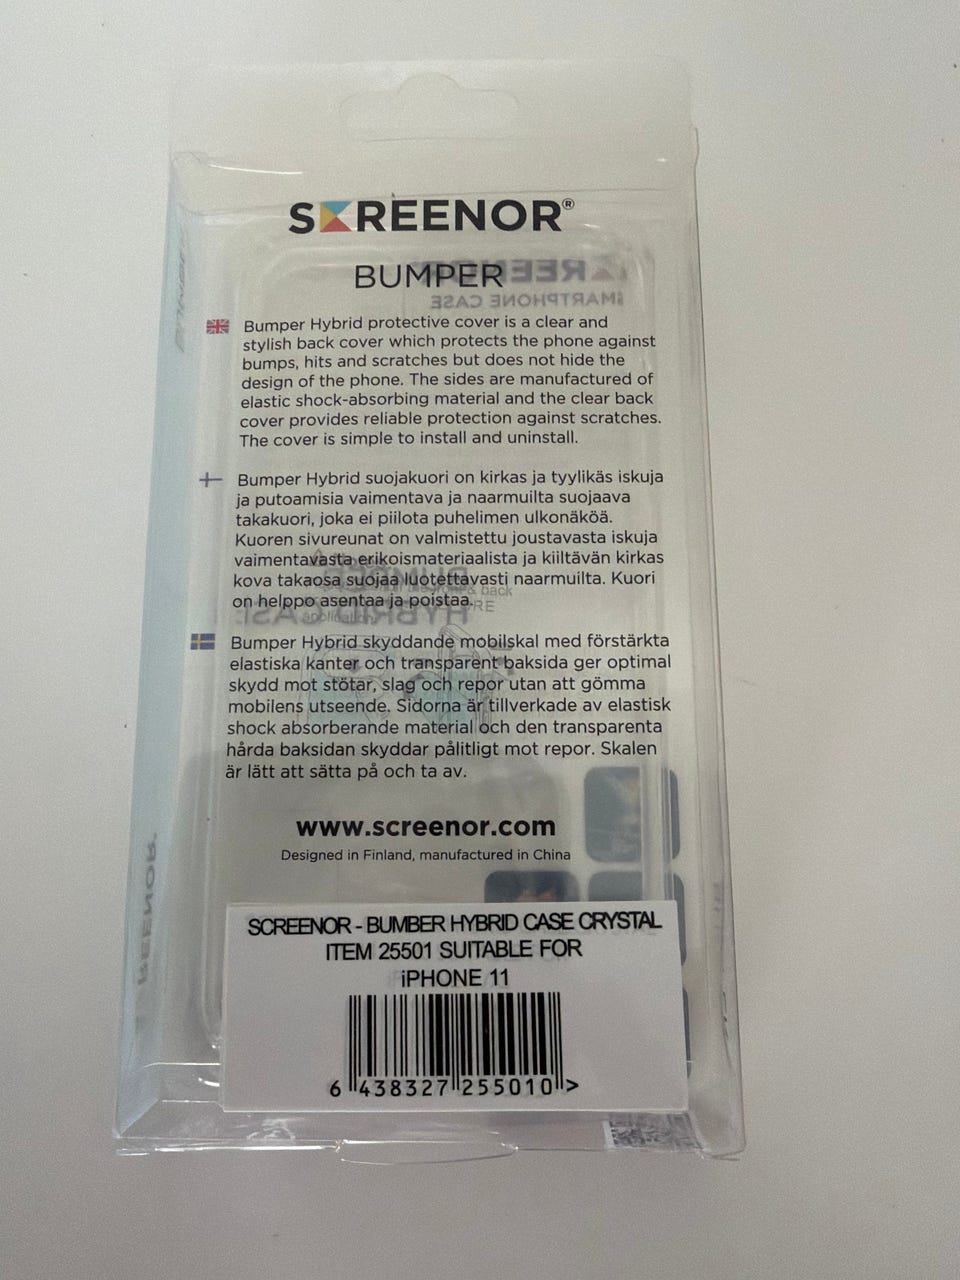 SCREENOR®
BUMPER
REENOR
SMARTPHONE CASE
Bumper Hybrid protective cover is a clear and
stylish back cover which protects the phone against
bumps, hits and scratches but does not hide the
design of the phone. The sides are manufactured of
elastic shock-absorbing material and the clear back
cover provides reliable protection against scratches.
The cover is simple to install and uninstall.
Bumper Hybrid suojakuori on kirkas ja tyylikäs iskuja
ja putoamisia vaimentava ja naarmuilta suojaava
takakuori, joka ei piilota puhelimen ulkonäköä.
Kuoren sivureunat on valmistettu joustavasta iskuja
vaimentavasta erikoismateriaalista ja kiiltävän kirkas
kova takaosa suojaa luotettavasti naarmuilta. Kuori
on helppo asentaa ja poistaa.
BUMPER
HYBRID CASE
& back
Bumper Hybrid skyddande mobilskal med förstärkta
elastiska kanter och transparent baksida ger optimal
skydd mot stötar, slag och repor utan att gömma
mobilens utseende. Sidorna är tillverkade av elastisk
shock absorberande material och den transparenta
hårda baksidan skyddar pålitligt mot repor. Skalen
är lätt att sätta på och ta av.
www.screenor.com
Designed in Finland, manufactured in China
REENOR.
SCREENOR - BUMBER HYBRID CASE CRYSTAL
ITEM 25501 SUITABLE FOR
iPHONE 11
6 438327 255010 >